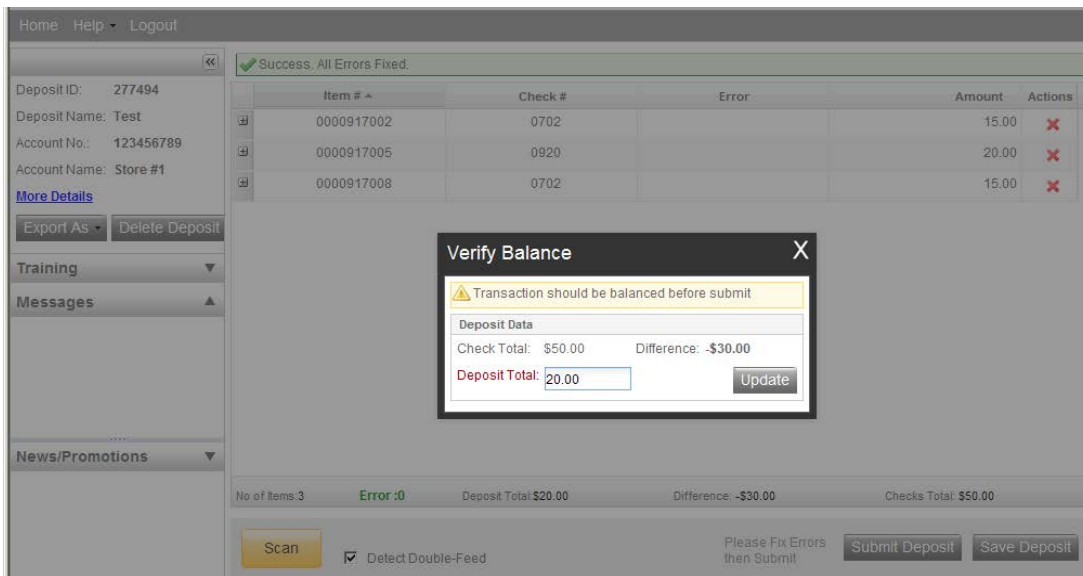 Home Help Logout
Success. All Errors Fixed.
Deposit ID: 277494
Deposit Name: Test
Account No.: 123456789
Account Name: Store #1
More Details
Export As Delete Deposit
Training
Messages
News/Promotions
Item # Check # Error Amount Actions
0000917002 0702 15.00
0000917005 0920 20.00
0000917008 0702 15.00
Verify Balance X
Transaction should be balanced before submit
Deposit Data
Check Total: $50.00 Difference: -$30.00
Deposit Total: 20.00 Update
No of Items:3 Error :0 Deposit Total:$20.00 Difference: -$30.00 Checks Total: $50.00
Scan Detect Double-Feed
Please Fix Errors
then Submit
Submit Deposit Save Deposit